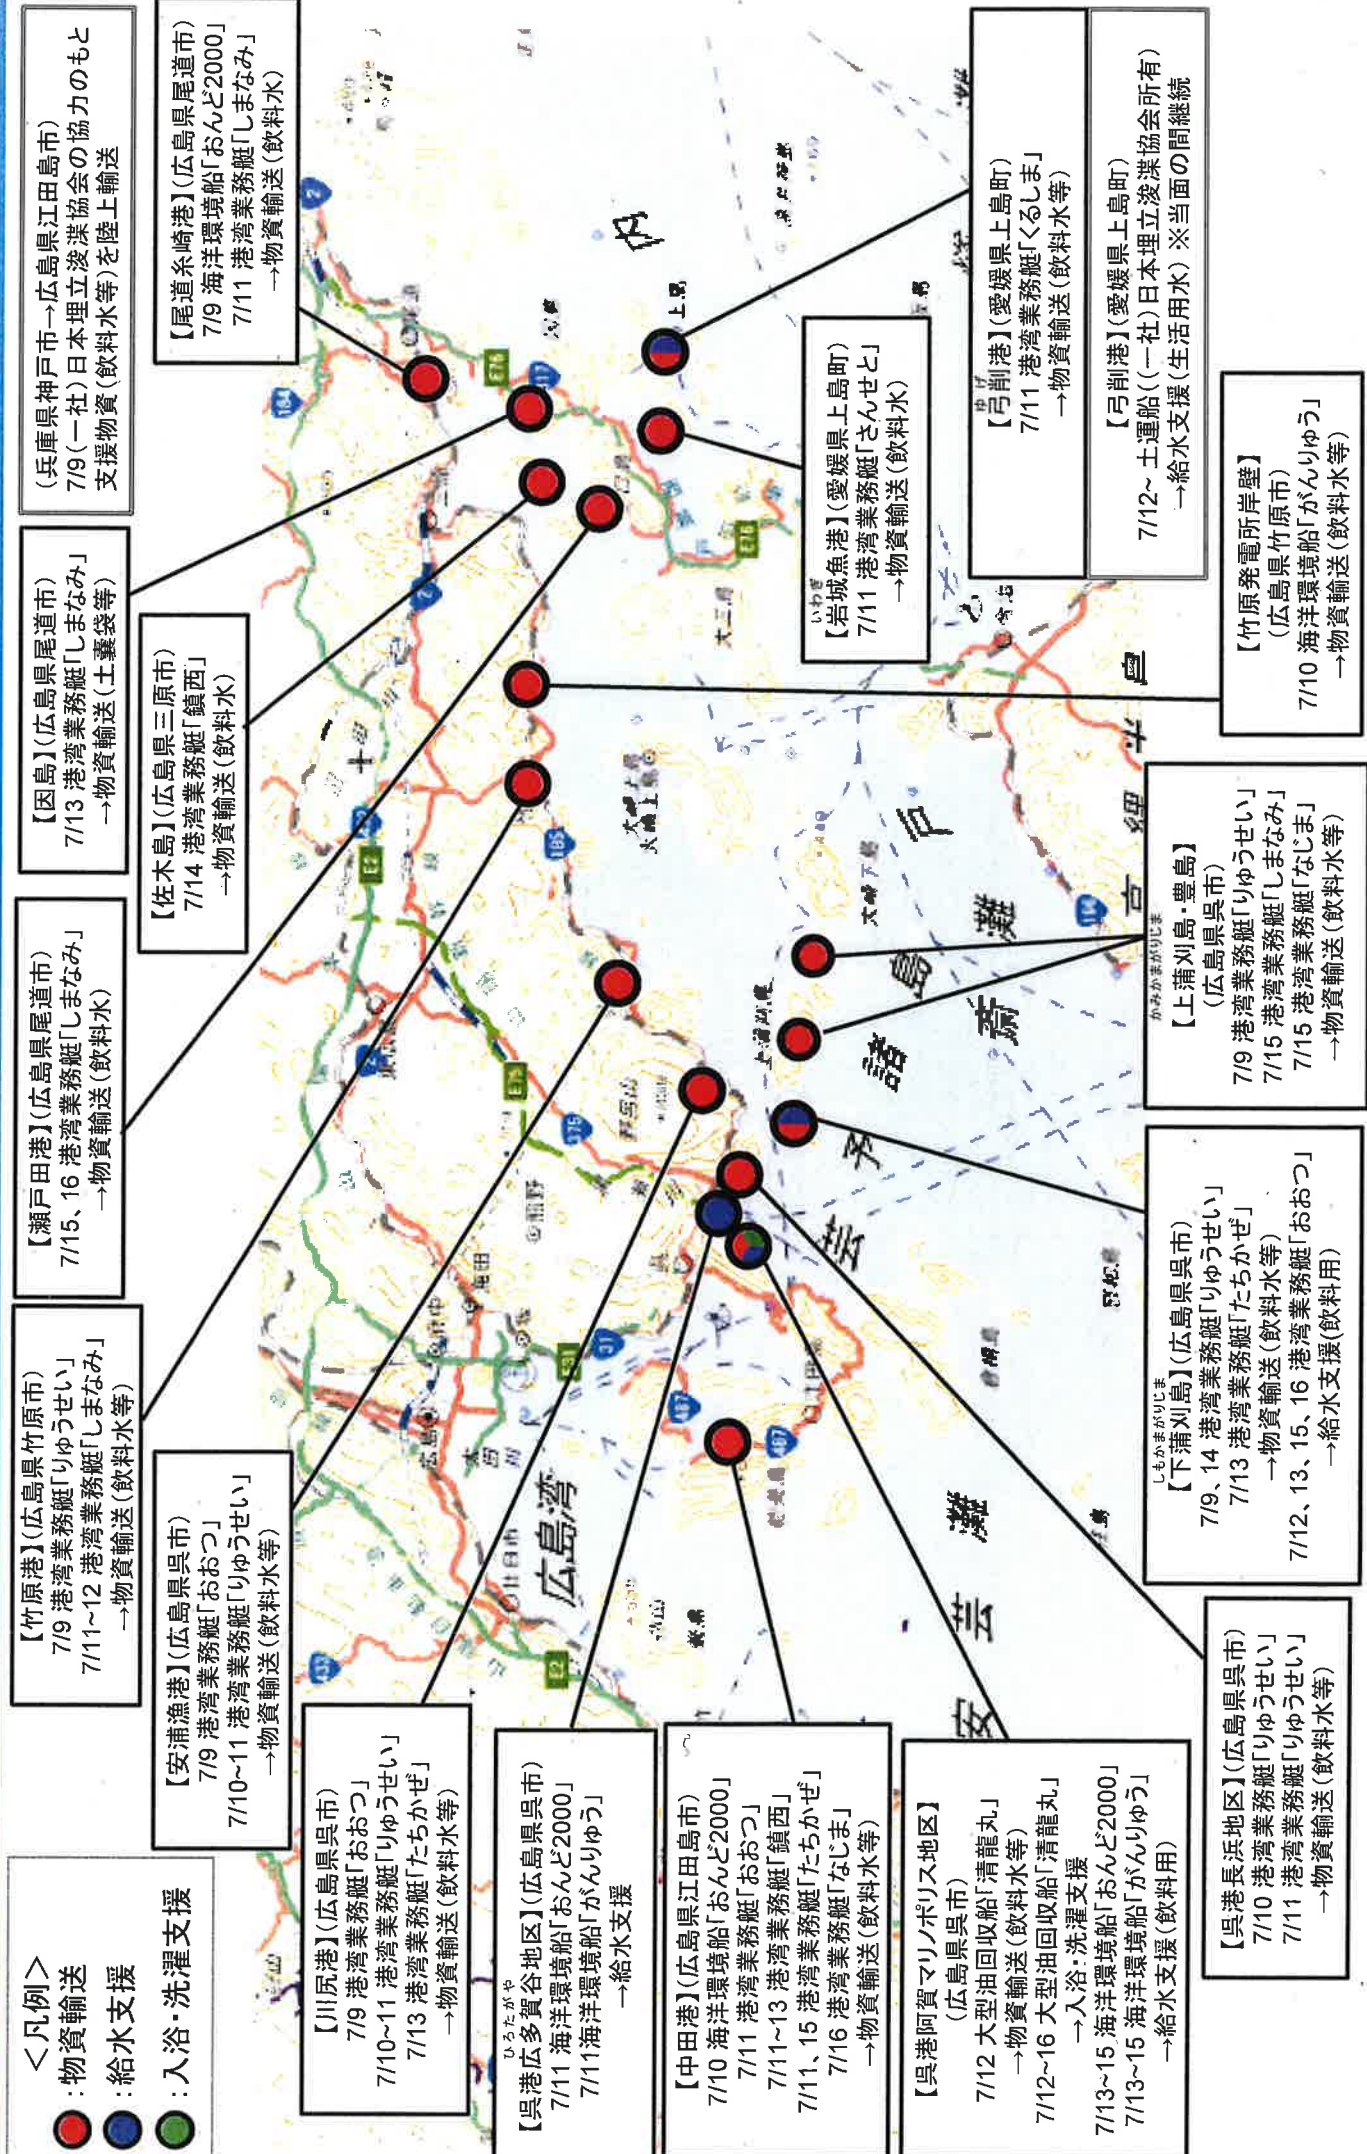 <凡例>
:物資輸送
:給水支援
:入浴・洗濯支援
【竹原港】(広島県竹原市)
7/9 港湾業務艇「りゅうせい」
7/11~12 港湾業務艇「しまなみ」
→物資輸送(飲料水等)
【瀬戸田港】(広島県尾道市)
7/15、16 港湾業務艇「しまなみ」
→物資輸送(飲料水)
【因島】(広島県尾道市)
7/13 港湾業務艇「しまなみ」
→物資輸送(土嚢袋等)
(兵庫県神戸市→広島県江田島市)
7/9(一社)日本埋立浚渫協会の協力のもと
支援物資(飲料水等)を陸上輸送
【安浦漁港】(広島県呉市)
7/9 港湾業務艇「おおつ」
7/10~11 港湾業務艇「りゅうせい」
→物資輸送(飲料水等)
【佐木島】(広島県三原市)
7/14 港湾業務艇「鎮西」
→物資輸送(飲料水)
【尾道糸崎港】(広島県尾道市)
7/9 海洋環境船「おんど2000」
7/11 港湾業務艇「しまなみ」
→物資輸送(飲料水)
【川尻港】(広島県呉市)
7/9 港湾業務艇「おおつ」
7/10~11 港湾業務艇「りゅうせい」
7/13 港湾業務艇「たちかぜ」
→物資輸送(飲料水等)
ひろたがや
【呉港広多賀谷地区】(広島県呉市)
7/11 海洋環境船「おんど2000」
7/11海洋環境船「がんりゅう」
→給水支援
【中田港】(広島県江田島市)
7/10 海洋環境船「おんど2000」
7/11 港湾業務艇「おおつ」
7/11~13 港湾業務艇「鎮西」
7/11、15 港湾業務艇「たちかぜ」
7/16 港湾業務艇「なじま」
→物資輸送(飲料水等)
【呉港阿賀マリノポリス地区】
(広島県呉市)
7/12 大型油回収船「清龍丸」
→物資輸送(飲料水等)
7/12~16 大型油回収船「清龍丸」
→入浴・洗濯支援
7/13~15 海洋環境船「おんど2000」
7/13~15 海洋環境船「がんりゅう」
→給水支援(飲料用)
【呉港長浜地区】(広島県呉市)
7/10 港湾業務艇「りゅうせい」
7/11 港湾業務艇「りゅうせい」
→物資輸送(飲料水等)
しもかまがりじま
【下蒲刈島】(広島県呉市)
7/9、14 港湾業務艇「りゅうせい」
7/13 港湾業務艇「たちかぜ」
→物資輸送(飲料水等)
7/12、13、15、16 港湾業務艇「おおつ」
→給水支援(飲料用)
かみかまがりじま
【上蒲刈島・豊島】
(広島県呉市)
7/9 港湾業務艇「りゅうせい」
7/15 港湾業務艇「しまなみ」
7/15 港湾業務艇「なじま」
→物資輸送(飲料水等)
【竹原発電所岸壁】
(広島県竹原市)
7/10 海洋環境船「がんりゅう」
→物資輸送(飲料水等)
いわぎ
【岩城魚港】(愛媛県上島町)
7/11 港湾業務艇「さんせと」
→物資輸送(飲料水)
ゆげ
【弓削港】(愛媛県上島町)
7/11 港湾業務艇「くるしま」
→物資輸送(飲料水等)
【弓削港】(愛媛県上島町)
7/12~ 土運船((一社)日本埋立浚渫協会所有)
→給水支援(生活用水) ※当面の間継続
広島湾
安芸灘
芸予諸島
斎灘
戸
内
上島
大三島
熊野
広島
廿日市
竹原
野呂山
E2
E2
E31
E76
E76
2
2
184
185
375
31
487
487
317